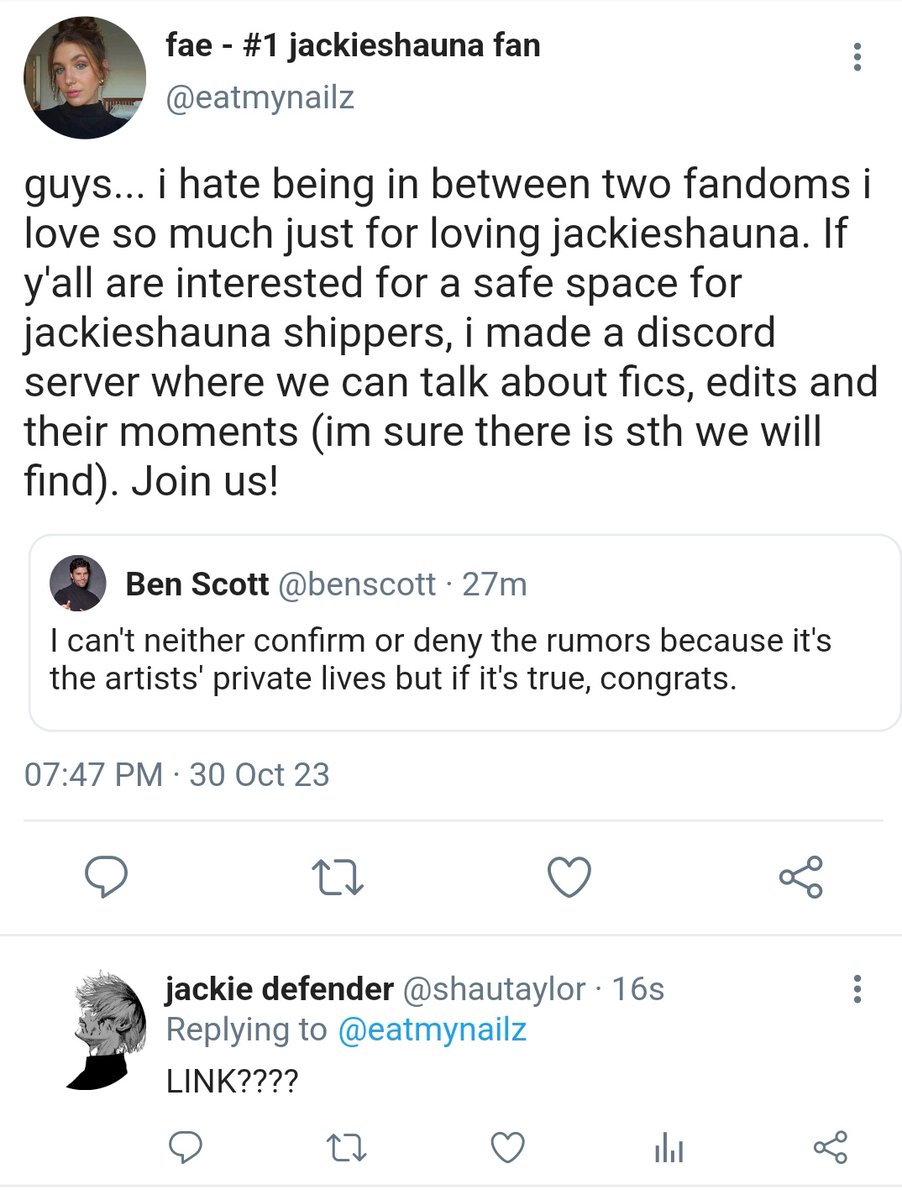 fae - #1 jackieshauna fan
@eatmynailz
guys... i hate being in between two fandoms i
love so much just for loving jackieshauna. If
y'all are interested for a safe space for
jackieshauna shippers, i made a discord
server where we can talk about fics, edits and
their moments (im sure there is sth we will
find). Join us!
Ben Scott @benscott · 27m
I can't neither confirm or deny the rumors because it's
the artists' private lives but if it's true, congrats.
07:47 PM · 30 Oct 23
jackie defender @shautaylor · 16s
Replying to @eatmynailz
LINK????